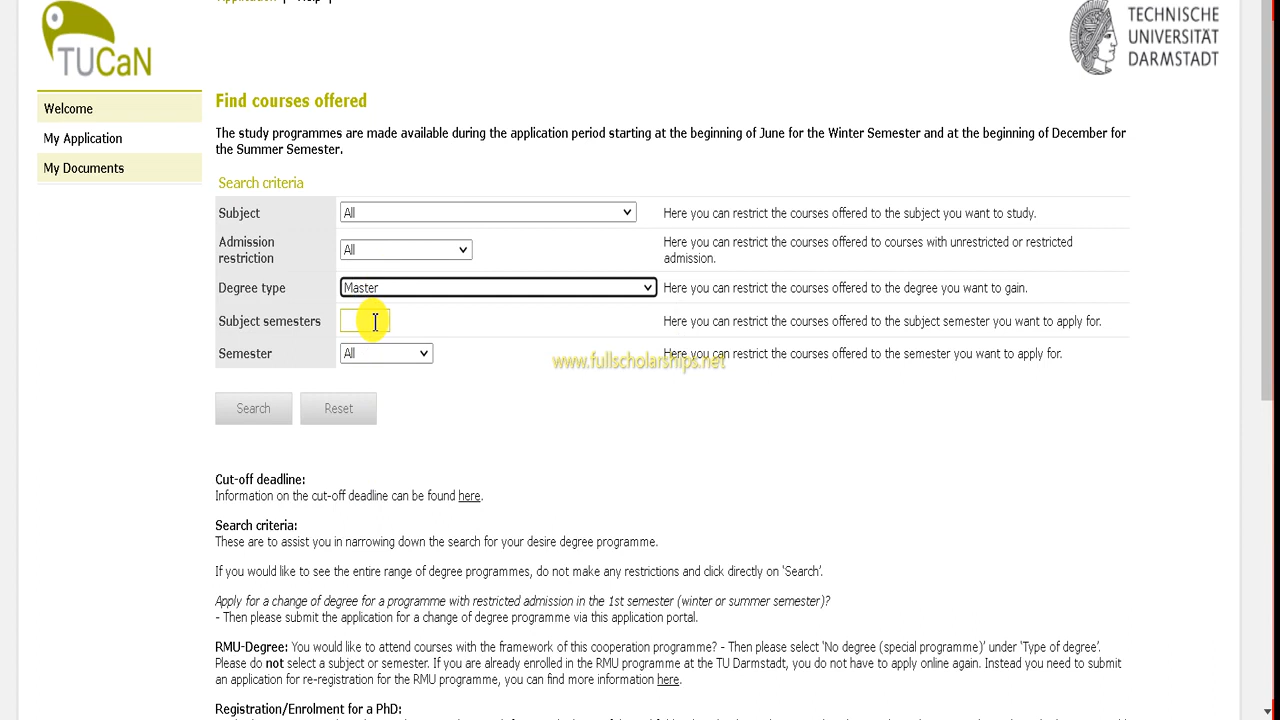 TUCaN
TECHNISCHE
UNIVERSITÄT
DARMSTADT
Welcome
My Application
My Documents
Find courses offered
The study programmes are made available during the application period starting at the beginning of June for the Winter Semester and at the beginning of December for
the Summer Semester.
Search criteria
Subject All Here you can restrict the courses offered to the subject you want to study.
Admission
restriction All Here you can restrict the courses offered to courses with unrestricted or restricted
admission.
Degree type Master Here you can restrict the courses offered to the degree you want to gain.
Subject semesters Here you can restrict the courses offered to the subject semester you want to apply for.
Semester All Here you can restrict the courses offered to the semester you want to apply for.
www.fullscholarships.net
Search Reset
Cut-off deadline:
Information on the cut-off deadline can be found here.
Search criteria:
These are to assist you in narrowing down the search for your desire degree programme.
If you would like to see the entire range of degree programmes, do not make any restrictions and click directly on 'Search'.
Apply for a change of degree for a programme with restricted admission in the 1st semester (winter or summer semester)?
- Then please submit the application for a change of degree programme via this application portal.
RMU-Degree: You would like to attend courses with the framework of this cooperation programme? - Then please select 'No degree (special programme)' under 'Type of degree'.
Please do not select a subject or semester. If you are already enrolled in the RMU programme at the TU Darmstadt, you do not have to apply online again. Instead you need to submit
an application for re-registration for the RMU programme, you can find more information here.
Registration/Enrolment for a PhD: